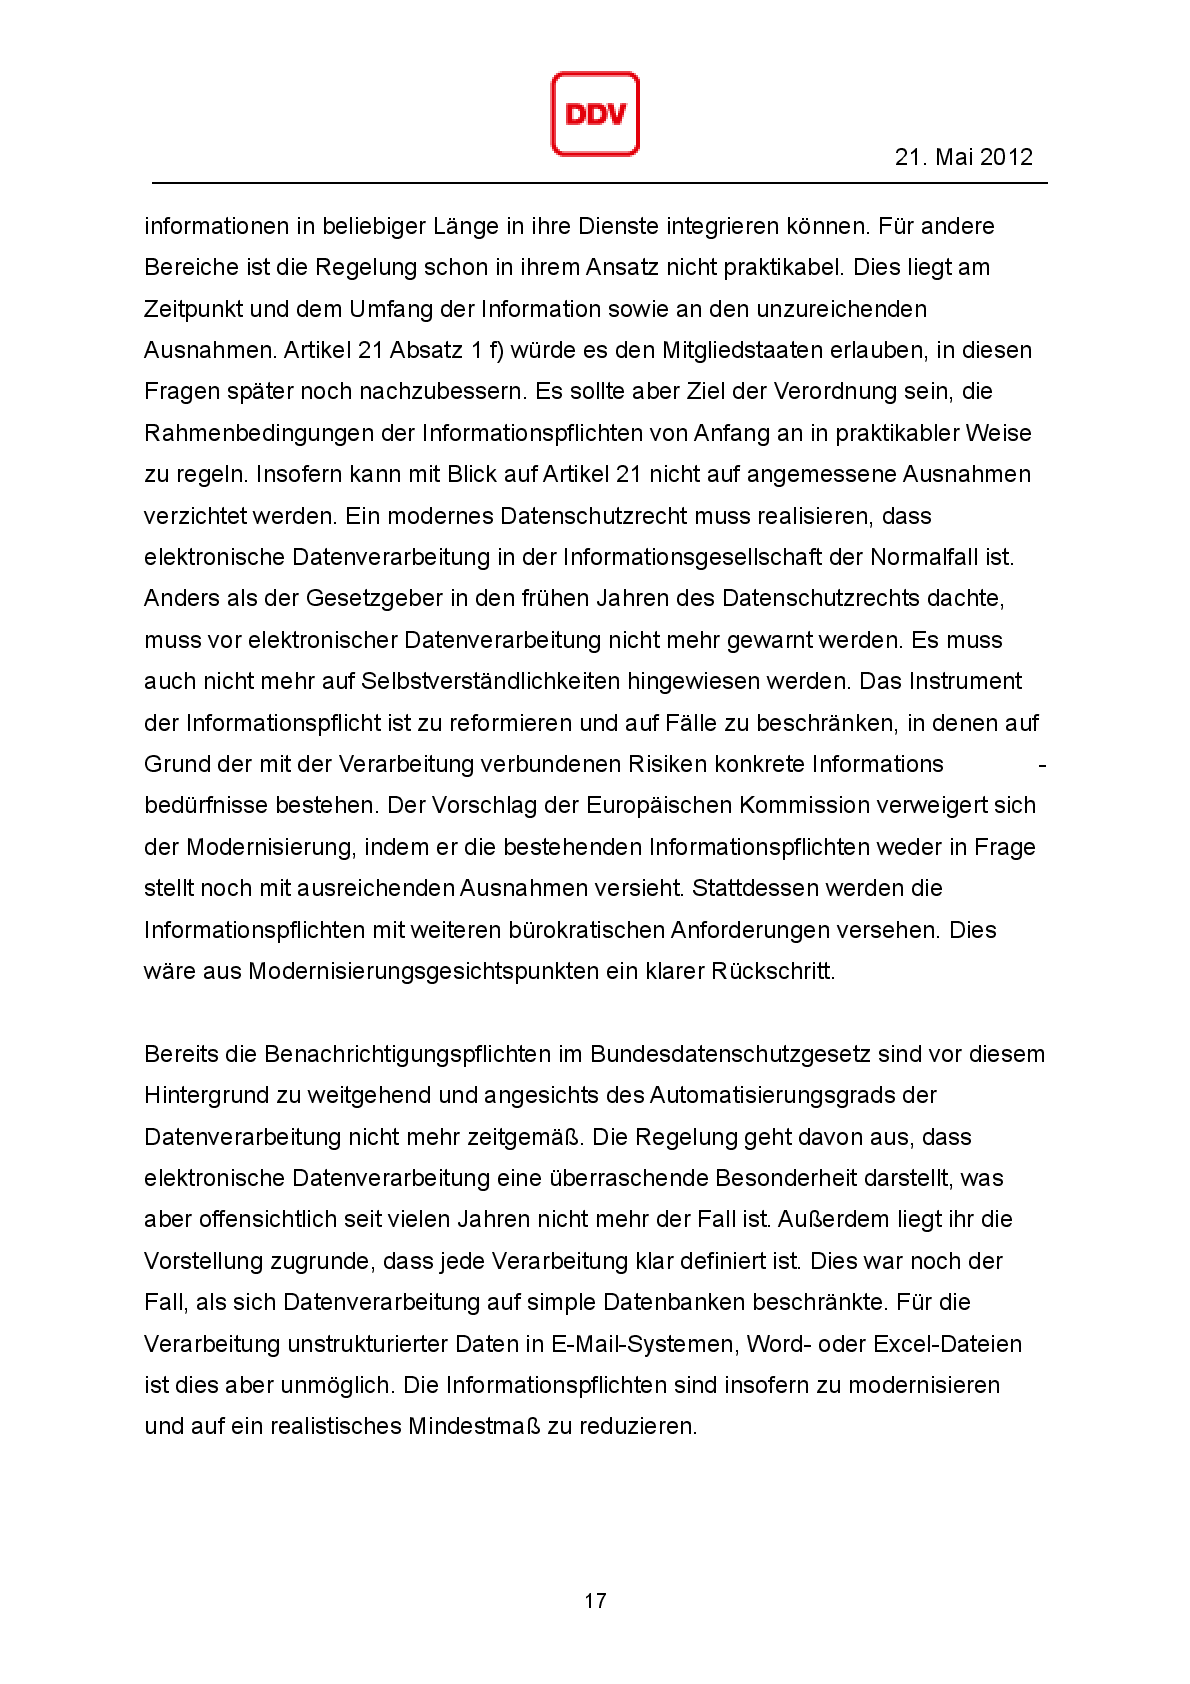 DDV
21. Mai 2012
informationen in beliebiger Länge in ihre Dienste integrieren können. Für andere
Bereiche ist die Regelung schon in ihrem Ansatz nicht praktikabel. Dies liegt am
Zeitpunkt und dem Umfang der Information sowie an den unzureichenden
Ausnahmen. Artikel 21 Absatz 1 f) würde es den Mitgliedstaaten erlauben, in diesen
Fragen später noch nachzubessern. Es sollte aber Ziel der Verordnung sein, die
Rahmenbedingungen der Informationspflichten von Anfang an in praktikabler Weise
zu regeln. Insofern kann mit Blick auf Artikel 21 nicht auf angemessene Ausnahmen
verzichtet werden. Ein modernes Datenschutzrecht muss realisieren, dass
elektronische Datenverarbeitung in der Informationsgesellschaft der Normalfall ist.
Anders als der Gesetzgeber in den frühen Jahren des Datenschutzrechts dachte,
muss vor elektronischer Datenverarbeitung nicht mehr gewarnt werden. Es muss
auch nicht mehr auf Selbstverständlichkeiten hingewiesen werden. Das Instrument
der Informationspflicht ist zu reformieren und auf Fälle zu beschränken, in denen auf
Grund der mit der Verarbeitung verbundenen Risiken konkrete Informations -
bedürfnisse bestehen. Der Vorschlag der Europäischen Kommission verweigert sich
der Modernisierung, indem er die bestehenden Informationspflichten weder in Frage
stellt noch mit ausreichenden Ausnahmen versieht. Stattdessen werden die
Informationspflichten mit weiteren bürokratischen Anforderungen versehen. Dies
wäre aus Modernisierungsgesichtspunkten ein klarer Rückschritt.
Bereits die Benachrichtigungspflichten im Bundesdatenschutzgesetz sind vor diesem
Hintergrund zu weitgehend und angesichts des Automatisierungsgrads der
Datenverarbeitung nicht mehr zeitgemäß. Die Regelung geht davon aus, dass
elektronische Datenverarbeitung eine überraschende Besonderheit darstellt, was
aber offensichtlich seit vielen Jahren nicht mehr der Fall ist. Außerdem liegt ihr die
Vorstellung zugrunde, dass jede Verarbeitung klar definiert ist. Dies war noch der
Fall, als sich Datenverarbeitung auf simple Datenbanken beschränkte. Für die
Verarbeitung unstrukturierter Daten in E-Mail-Systemen, Word- oder Excel-Dateien
ist dies aber unmöglich. Die Informationspflichten sind insofern zu modernisieren
und auf ein realistisches Mindestmaß zu reduzieren.
17